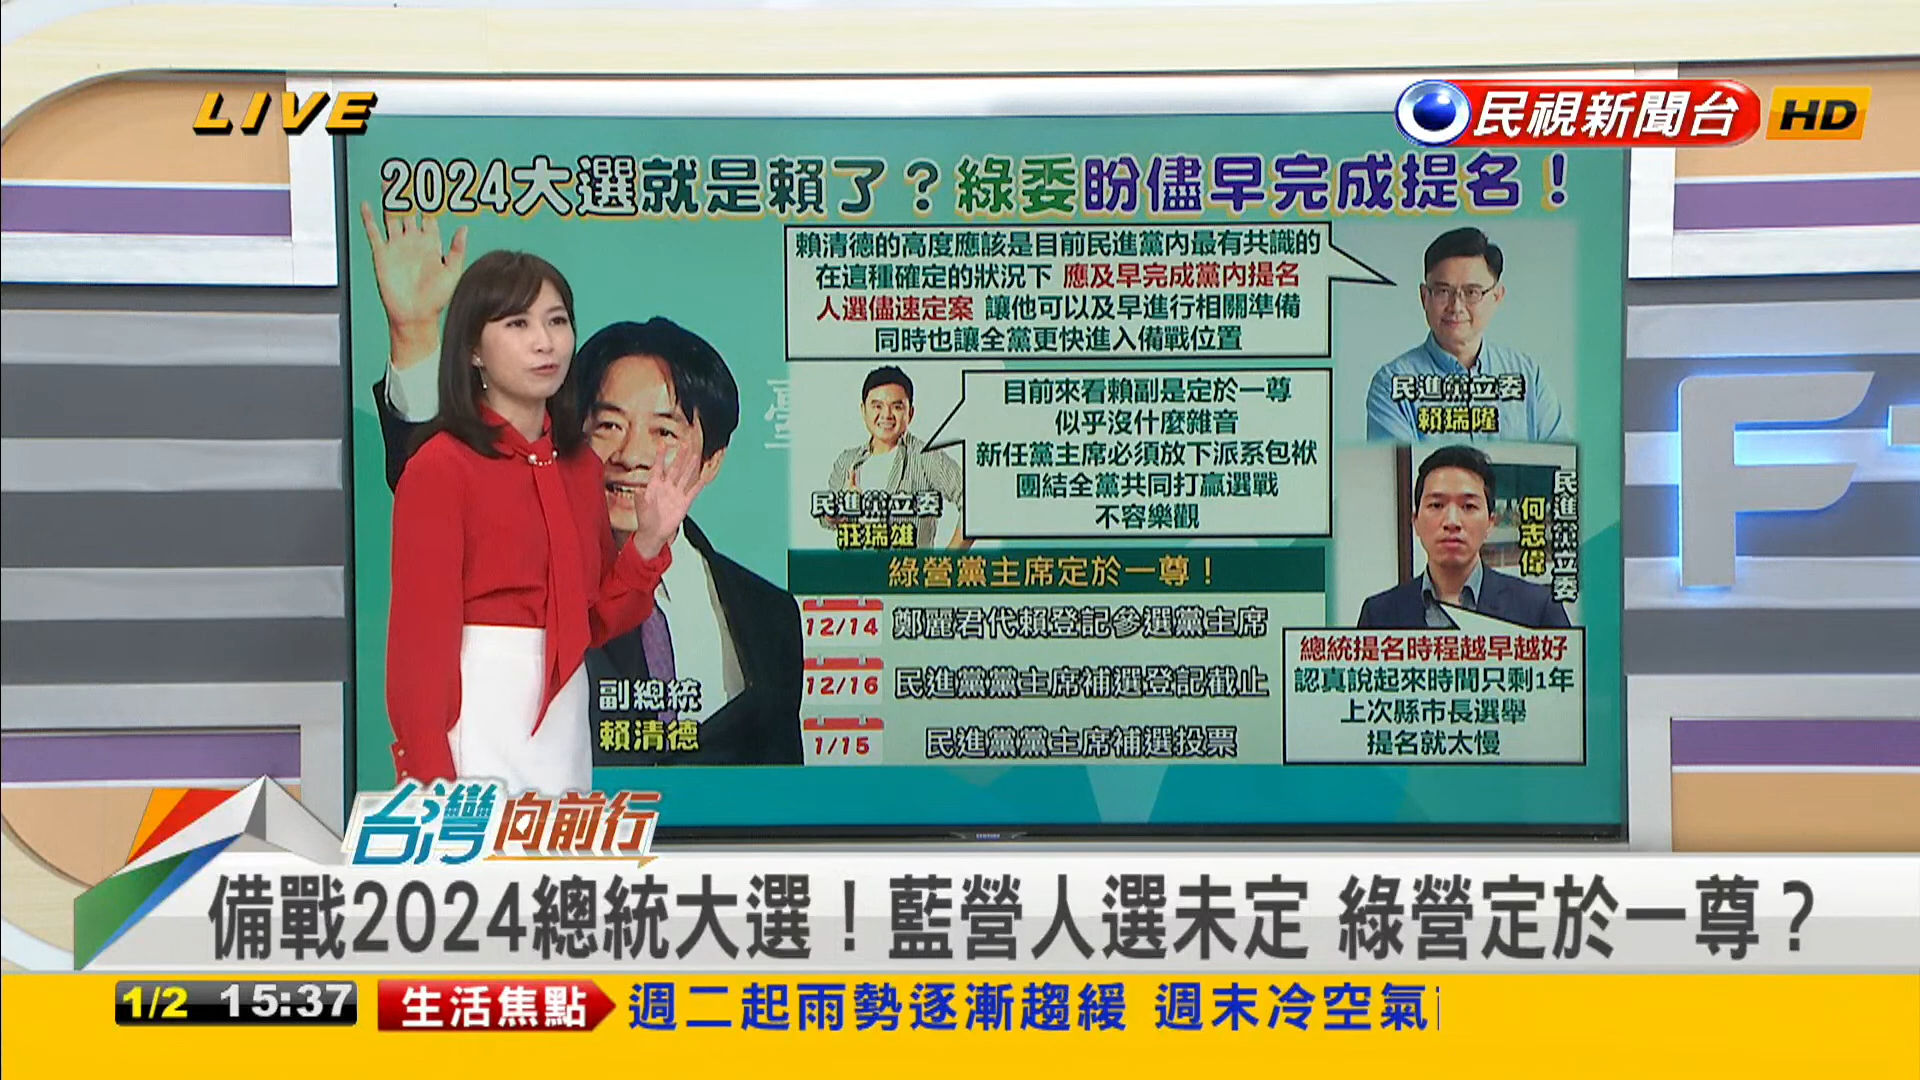 LIVE
民視新聞台 HD
2024大選就是賴了？綠委盼儘早完成提名！
賴清德的高度應該是目前民進黨內最有共識的
在這種確定的狀況下 應及早完成黨內提名
人選儘速定案 讓他可以及早進行相關準備
同時也讓全黨更快進入備戰位置
民進黨立委
賴瑞隆
目前來看賴副是定於一尊
似乎沒什麼雜音
新任黨主席必須放下派系包袱
團結全黨共同打贏選戰
不容樂觀
民進黨立委
莊瑞雄
民進黨立委
何志偉
總統提名時程越早越好
認真說起來時間只剩1年
上次縣市長選舉
提名就太慢
綠營黨主席定於一尊！
12/14 鄭麗君代賴登記參選黨主席
12/16 民進黨黨主席補選登記截止
1/15 民進黨黨主席補選投票
副總統
賴清德
台灣向前行
備戰2024總統大選！藍營人選未定 綠營定於一尊？
1/2 15:37 生活焦點 週二起雨勢逐漸趨緩 週末冷空氣